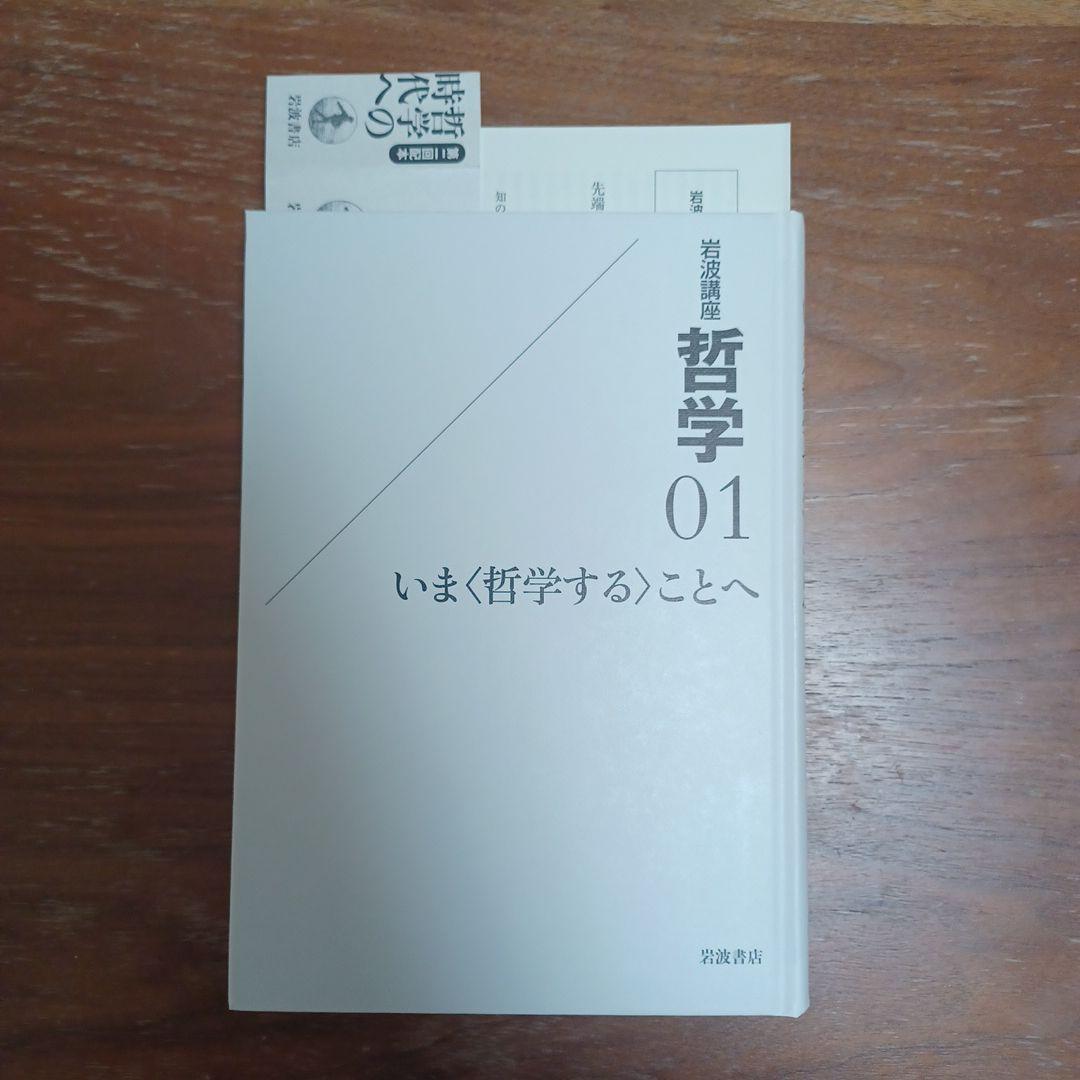 哲学への
時代へ
第二回配本
岩波書店
岩波
先端
知の
岩波講座
哲学
01
いま〈哲学する〉ことへ
岩波書店